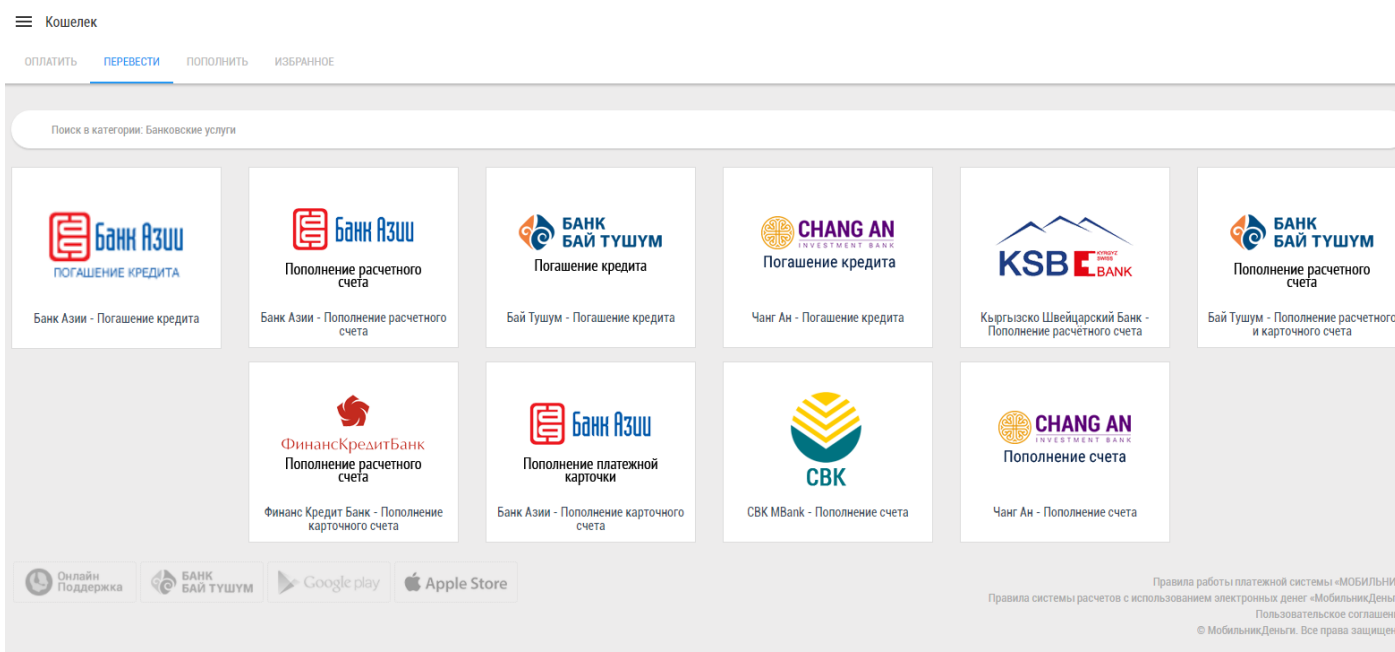 Кошелек
ОПЛАТИТЬ ПЕРЕВЕСТИ ПОПОЛНИТЬ ИЗБРАННОЕ
Поиск в категории: Банковские услуги
Банк Азии
ПОГАШЕНИЕ КРЕДИТА
Банк Азии - Погашение кредита
Банк Азии
Пополнение расчетного
счета
Банк Азии - Пополнение расчетного
счета
БАНК
БАЙ ТУШУМ
Погашение кредита
Бай Тушум - Погашение кредита
CHANG AN
INVESTMENT BANK
Погашение кредита
Чанг Ан - Погашение кредита
KSB
KYRGYZ
SWISS
BANK
Кыргызско Швейцарский Банк -
Пополнение расчётного счета
БАНК
БАЙ ТУШУМ
Пополнение расчетного
счета
Бай Тушум - Пополнение расчетного
и карточного счета
ФинансКредитБанк
Пополнение расчетного
счета
Финанс Кредит Банк - Пополнение
карточного счета
Банк Азии
Пополнение платежной
карточки
Банк Азии - Пополнение карточного
счета
СВК
СВК MBank - Пополнение счета
CHANG AN
INVESTMENT BANK
Пополнение счета
Чанг Ан - Пополнение счета
Онлайн
Поддержка
БАНК
БАЙ ТУШУМ
Google play
Apple Store
Правила работы платежной системы «МОБИЛЬНИ
Правила системы расчетов с использованием электронных денег «МобильникДеньг
Пользовательское соглашени
© МобильникДеньги. Все права защищен